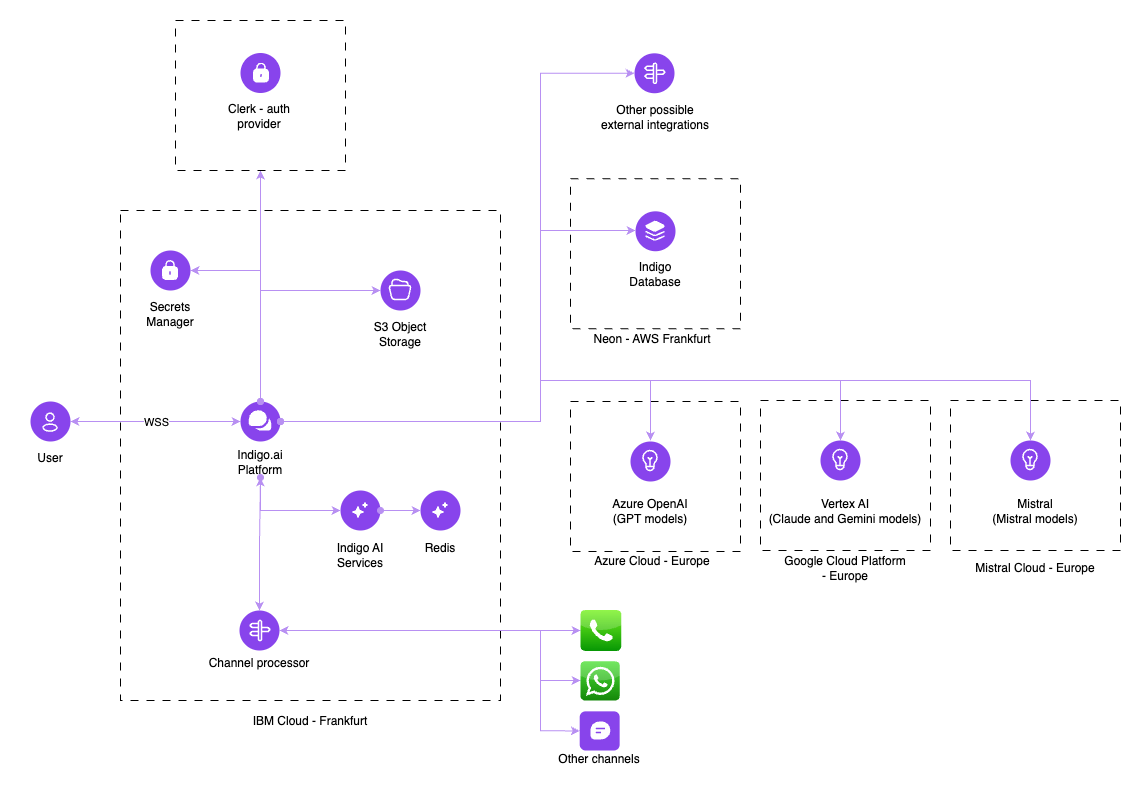 Clerk - auth
provider
Other possible
external integrations
Indigo
Database
Neon - AWS Frankfurt
Secrets
Manager
S3 Object
Storage
WSS
User
Indigo.ai
Platform
Azure OpenAI
(GPT models)
Azure Cloud - Europe
Vertex AI
(Claude and Gemini models)
Google Cloud Platform
- Europe
Mistral
(Mistral models)
Mistral Cloud - Europe
Indigo AI
Services
Redis
Channel processor
IBM Cloud - Frankfurt
Other channels